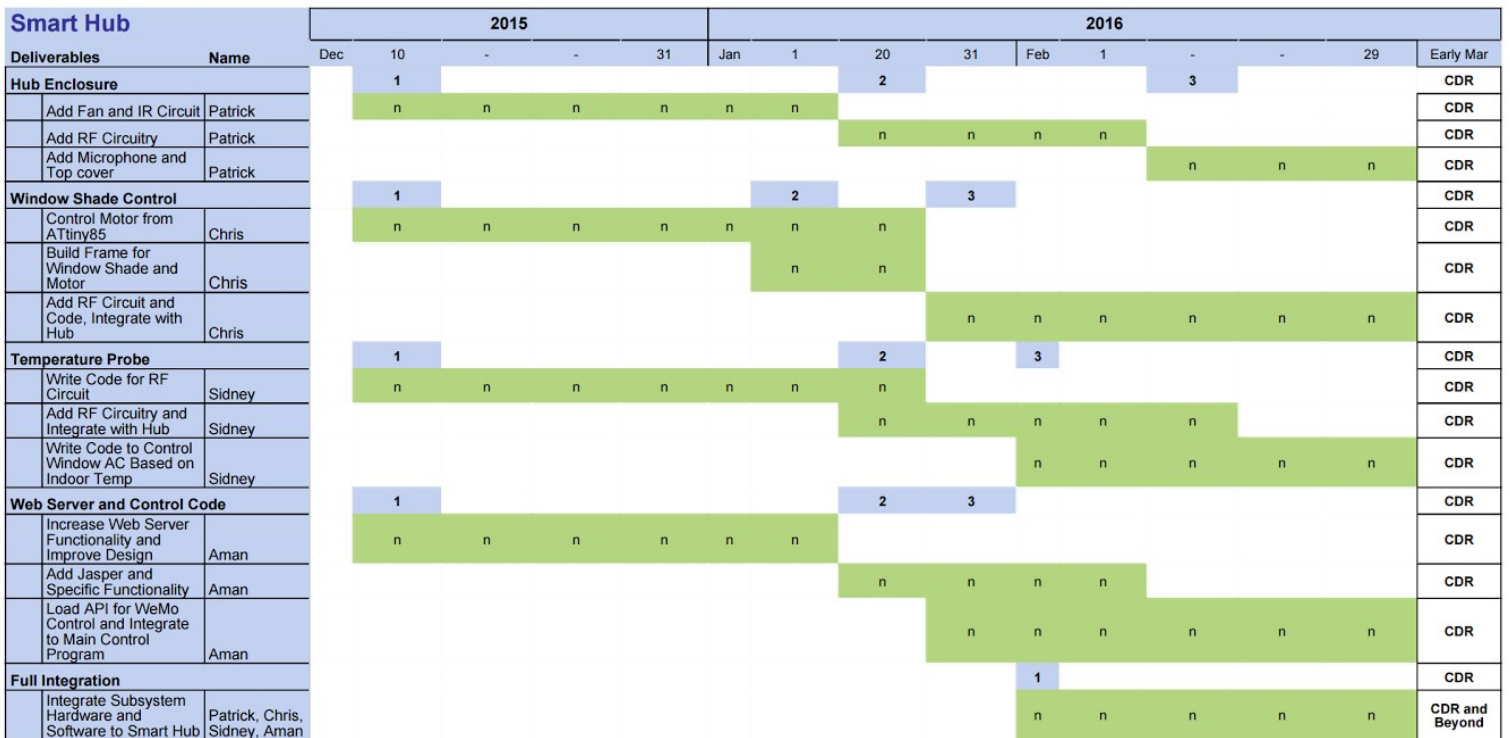 Smart Hub 2015 2016
Deliverables Name Dec 10 - - 31 Jan 1 20 31 Feb 1 - - 29 Early Mar
Hub Enclosure 1 2 3 CDR
Add Fan and IR Circuit Patrick n n n n n n CDR
Add RF Circuitry Patrick n n n n CDR
Add Microphone and
Top cover Patrick n n n CDR
Window Shade Control 1 2 3 CDR
Control Motor from
ATtiny85 Chris n n n n n n n CDR
Build Frame for
Window Shade and
Motor Chris n n CDR
Add RF Circuit and
Code, Integrate with
Hub Chris n n n n n n CDR
Temperature Probe 1 2 3 CDR
Write Code for RF
Circuit Sidney n n n n n n n CDR
Add RF Circuitry and
Integrate with Hub Sidney n n n n n CDR
Write Code to Control
Window AC Based on
Indoor Temp Sidney n n n n n CDR
Web Server and Control Code 1 2 3 CDR
Increase Web Server
Functionality and
Improve Design Aman n n n n n n CDR
Add Jasper and
Specific Functionality Aman n n n n CDR
Load API for WeMo
Control and Integrate
to Main Control
Program Aman n n n n n n CDR
Full Integration 1 CDR
Integrate Subsystem
Hardware and Patrick, Chris, n n n n n CDR and
Software to Smart Hub Sidney, Aman Beyond